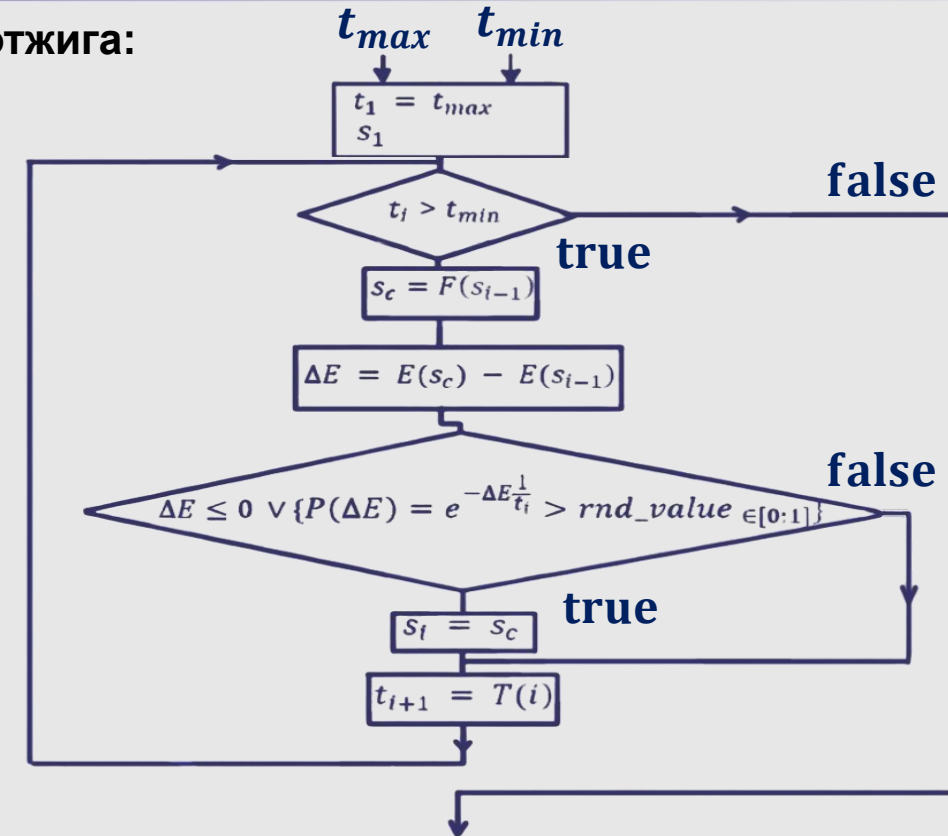 отжига:
t_max t_min
t_1 = t_max
s_1
t_i > t_min
false
true
s_c = F(s_{i-1})
ΔE = E(s_c) − E(s_{i-1})
false
ΔE ≤ 0 ∨ {P(ΔE) = e^{-ΔE\frac{1}{t_i}} > rnd_value ∈[0:1]}
true
s_i = s_c
t_{i+1} = T(i)